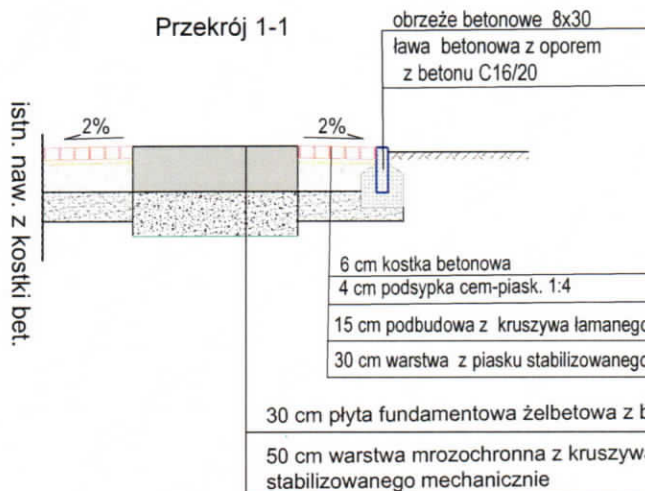 Przekrój 1-1
obrzeże betonowe 8x30
ława betonowa z oporem
z betonu C16/20
2%
2%
istn. naw. z kostki bet.
6 cm kostka betonowa
4 cm podsypka cem-piask. 1:4
15 cm podbudowa z kruszywa łamanego
30 cm warstwa z piasku stabilizowanego
30 cm płyta fundamentowa żelbetowa z b
50 cm warstwa mrozochronna z kruszywa
stabilizowanego mechanicznie